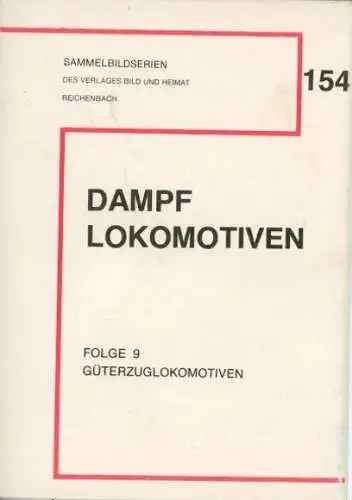 SAMMELBILDSERIEN
DES VERLAGES BILD UND HEIMAT
REICHENBACH
154
DAMPF
LOKOMOTIVEN
FOLGE 9
GÜTERZUGLOKOMOTIVEN